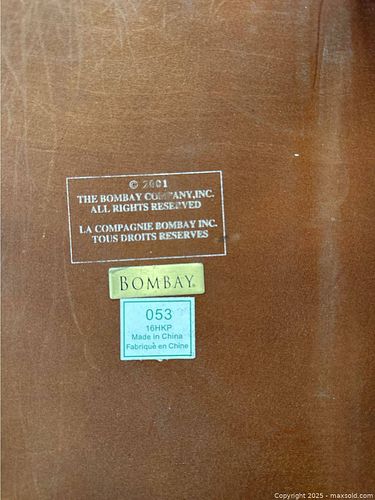 © 2001
THE BOMBAY COMPANY, INC.
ALL RIGHTS RESERVED
LA COMPAGNIE BOMBAY INC.
TOUS DROITS RESERVES
BOMBAY®
053
16HKP
Made in China
Fabriqué en Chine
Copyright 2025 - maxsold.com